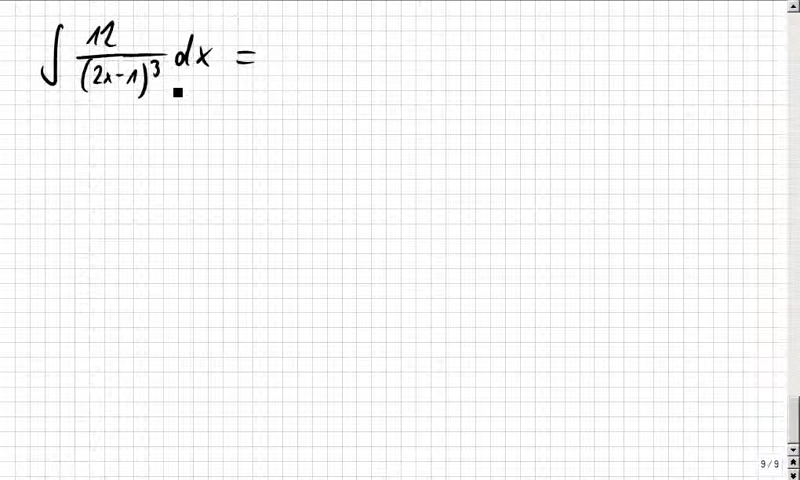 ∫ 12/(2x-1)³ dx =
9/9